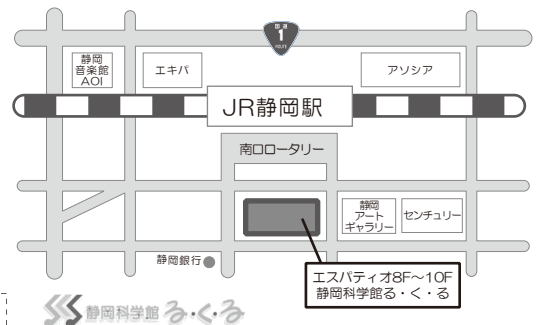 国道
1
ROUTE
静岡
音楽館
AOI
エキパ
アソシア
JR静岡駅
南口ロータリー
静岡
アート
ギャラリー
センチュリー
静岡銀行
エスパティオ8F〜10F
静岡科学館る・く・る
静岡科学館 る・く・る